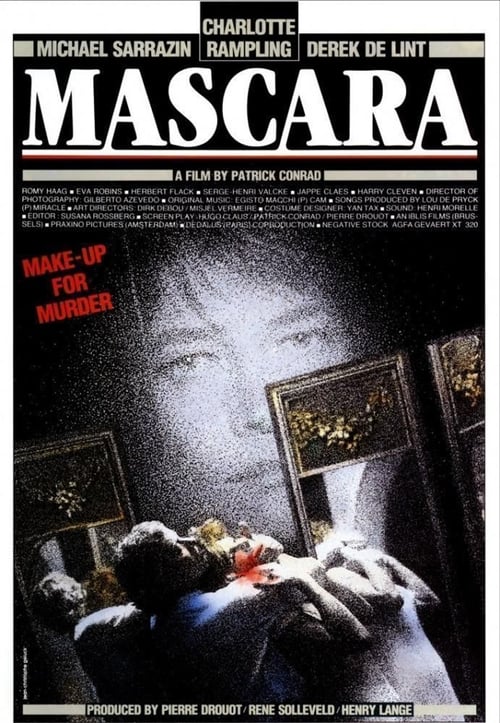 CHARLOTTE
MICHAEL SARRAZIN RAMPLING DEREK DE LINT
MASCARA
A FILM BY PATRICK CONRAD
ROMY HAAG ■ EVA ROBINS ■ HERBERT FLACK ■ SERGE-HENRI VALCKE ■ JAPPE CLAES ■ HARRY CLEVEN ■ DIRECTOR OF
PHOTOGRAPHY: GILBERTO AZEVEDO ■ ORIGINAL MUSIC: EGISTO MACCHI (P) CAM ■ SONGS PRODUCED BY LOU DE PRYCK
(P) MIRACLE ■ ART DIRECTORS: DIRK DEBOU / MISJEL VERMEIRE ■ COSTUME DESIGNER: YAN TAX ■ SOUND: HENRI MORELLE
■ EDITOR: SUSANA ROSSBERG ■ SCREEN PLAY: HUGO CLAUS / PATRICK CONRAD / PIERRE DROUOT ■ AN IBLIS FILMS (BRUS-
SELS) ■ PRAXINO PICTURES (AMSTERDAM) ■ DEDALUS (PARIS) COPRODUCTION ■ NEGATIVE STOCK: AGFA GEVAERT XT 320
MAKE-UP
FOR
MURDER
PRODUCED BY PIERRE DROUOT/ RENE SOLLEVELD/ HENRY LANGE